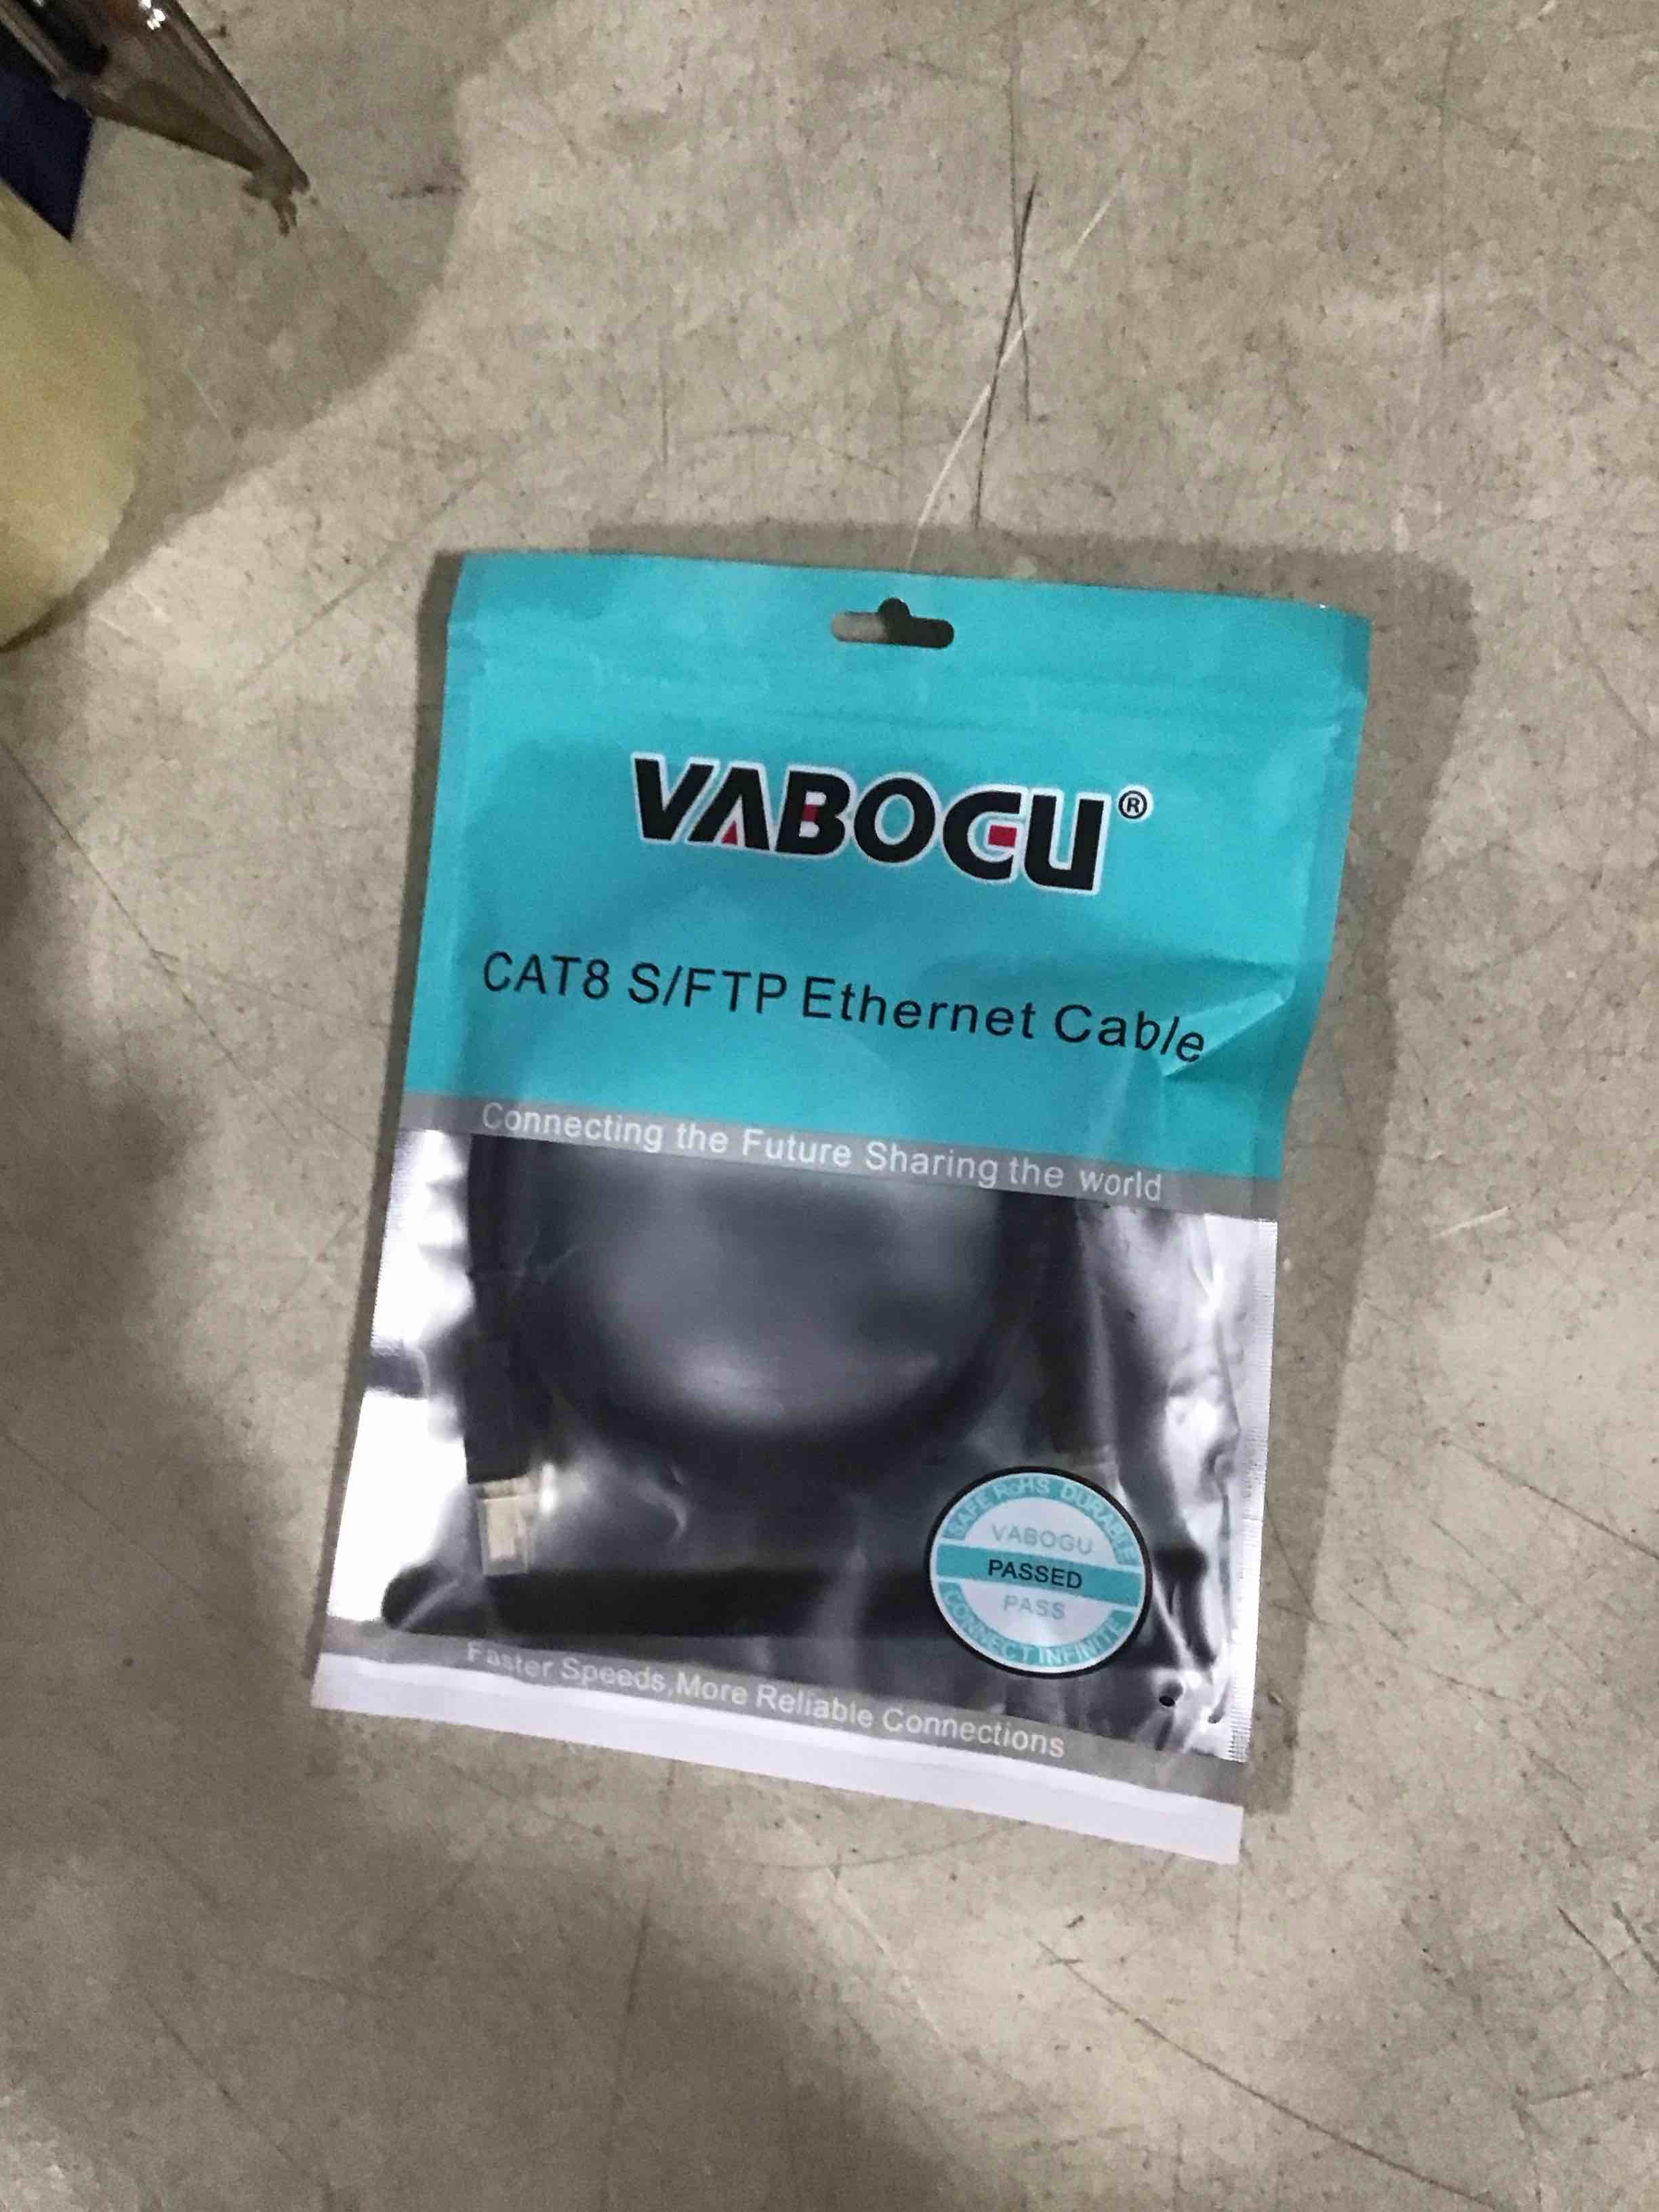 VABOGU®
CAT8 S/FTP Ethernet Cable
Connecting the Future Sharing the world
SAFE RoHS DURABLE
VABOGU
PASSED
PASS
CONNECT INFINITE
Faster Speeds,More Reliable Connections